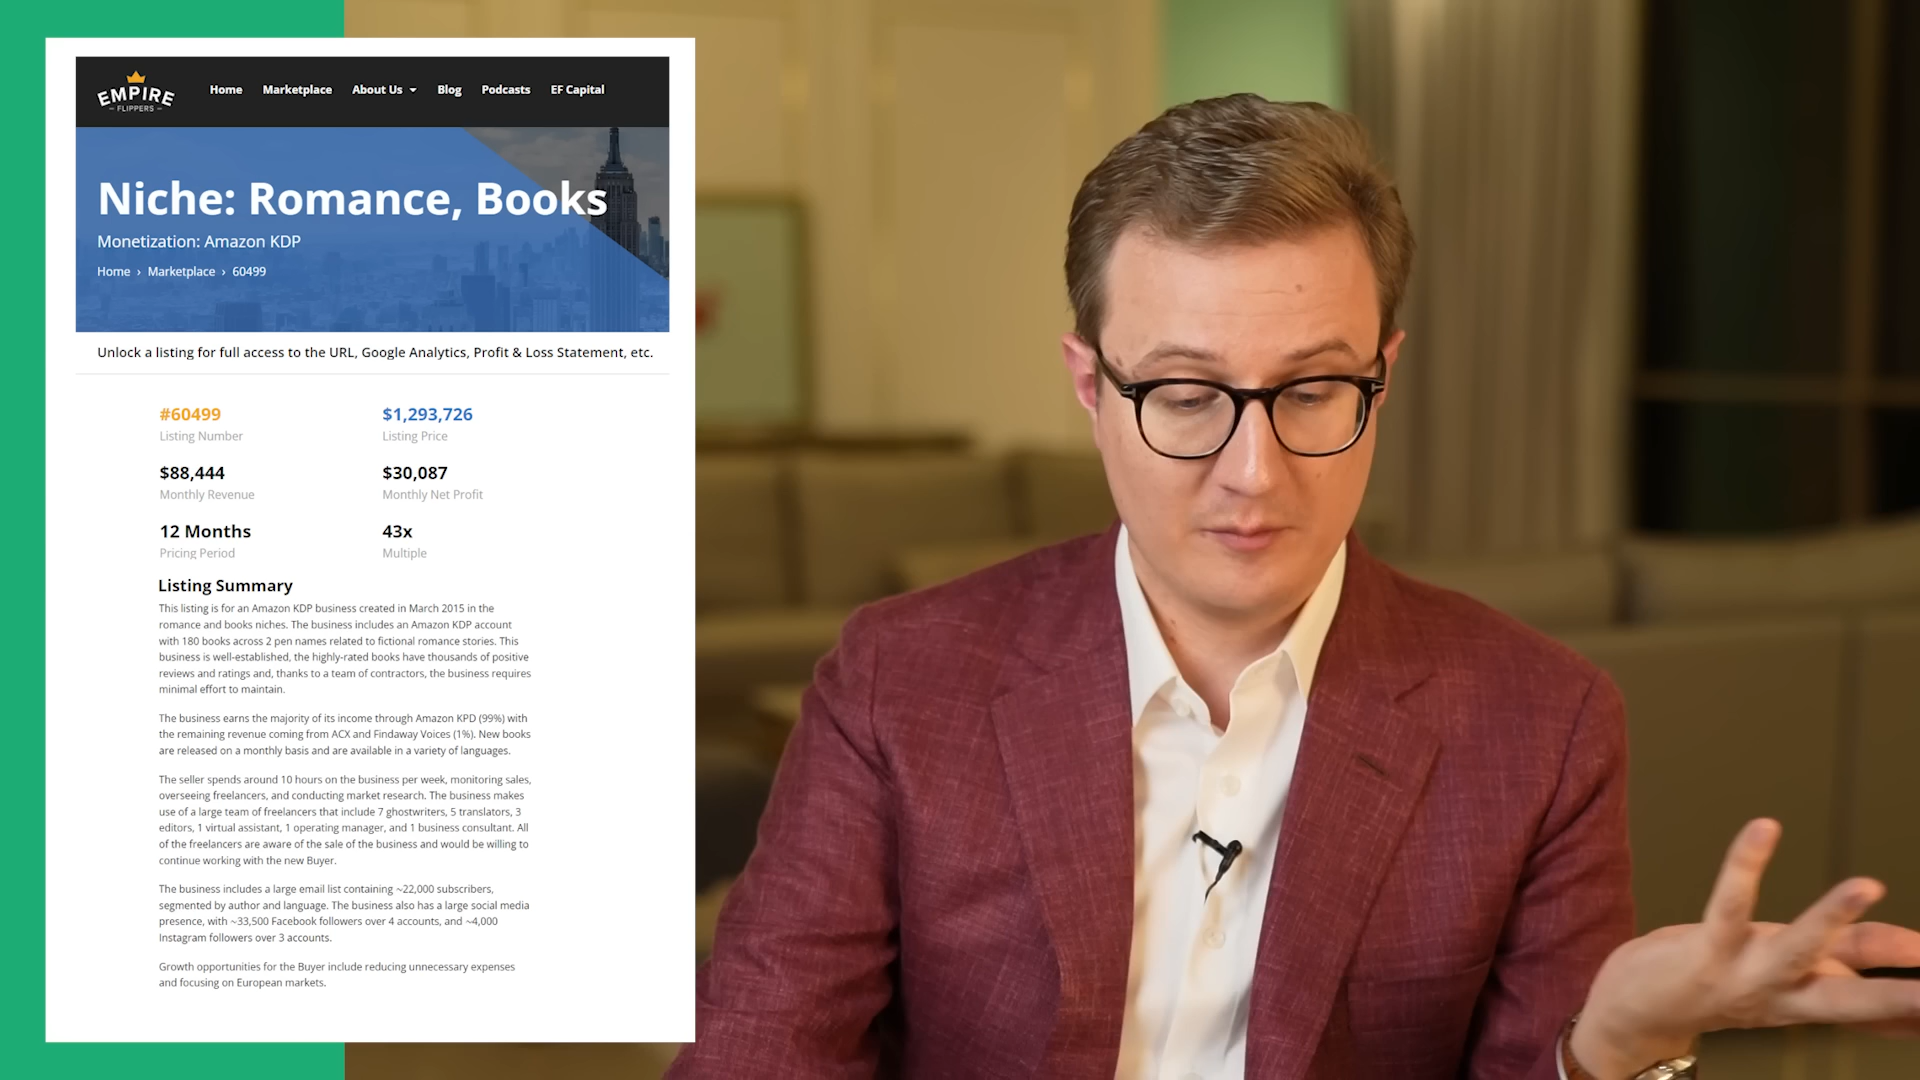 EMPIRE
FLIPPERS
Home Marketplace About Us Blog Podcasts EF Capital
Niche: Romance, Books
Monetization: Amazon KDP
Home › Marketplace › 60499
Unlock a listing for full access to the URL, Google Analytics, Profit & Loss Statement, etc.
#60499 $1,293,726
Listing Number Listing Price
$88,444 $30,087
Monthly Revenue Monthly Net Profit
12 Months 43x
Pricing Period Multiple
Listing Summary
This listing is for an Amazon KDP business created in March 2015 in the
romance and books niches. The business includes an Amazon KDP account
with 180 books across 2 pen names related to fictional romance stories. This
business is well-established, the highly-rated books have thousands of positive
reviews and ratings and, thanks to a team of contractors, the business requires
minimal effort to maintain.
The business earns the majority of its income through Amazon KPD (99%) with
the remaining revenue coming from ACX and Findaway Voices (1%). New books
are released on a monthly basis and are available in a variety of languages.
The seller spends around 10 hours on the business per week, monitoring sales,
overseeing freelancers, and conducting market research. The business makes
use of a large team of freelancers that include 7 ghostwriters, 5 translators, 3
editors, 1 virtual assistant, 1 operating manager, and 1 business consultant. All
of the freelancers are aware of the sale of the business and would be willing to
continue working with the new Buyer.
The business includes a large email list containing ~22,000 subscribers,
segmented by author and language. The business also has a large social media
presence, with ~33,500 Facebook followers over 4 accounts, and ~4,000
Instagram followers over 3 accounts.
Growth opportunities for the Buyer include reducing unnecessary expenses
and focusing on European markets.